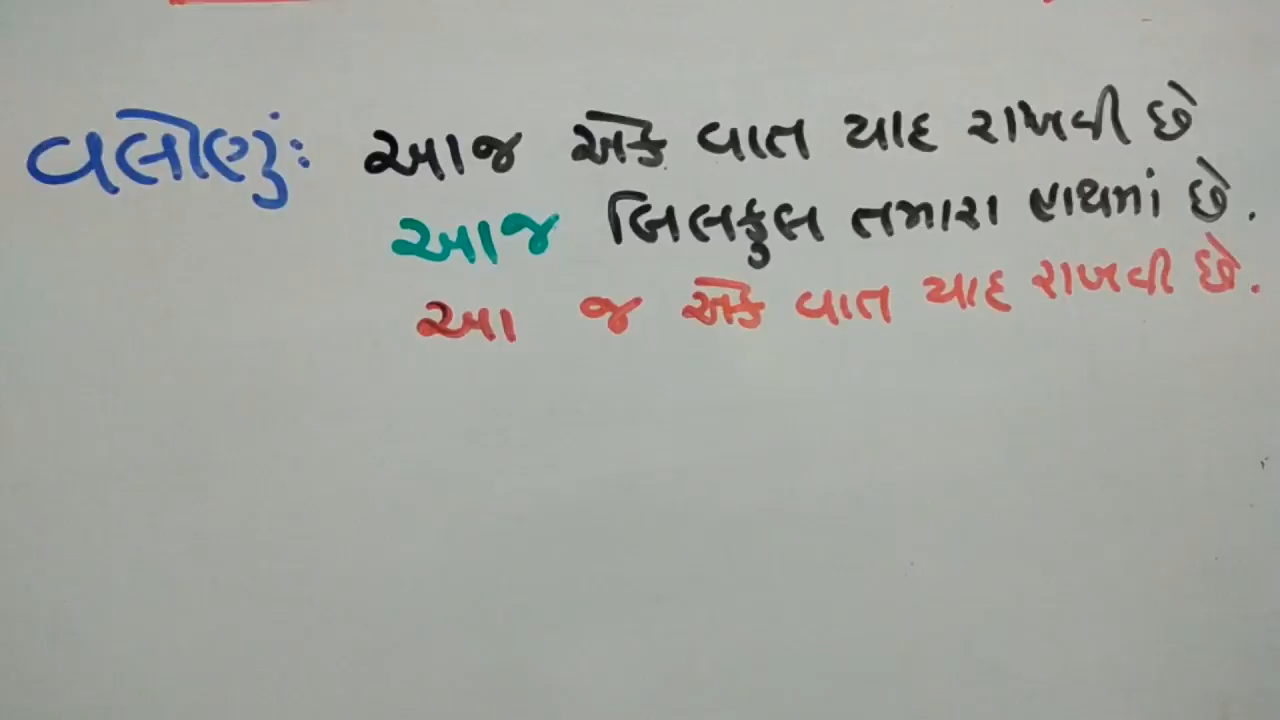 વલોણું: આજ એક વાત યાદ રાખવી છે
આજ બિલકુલ તમારા હાથમાં છે.
આ જ એક વાત યાદ રાખવી છે.